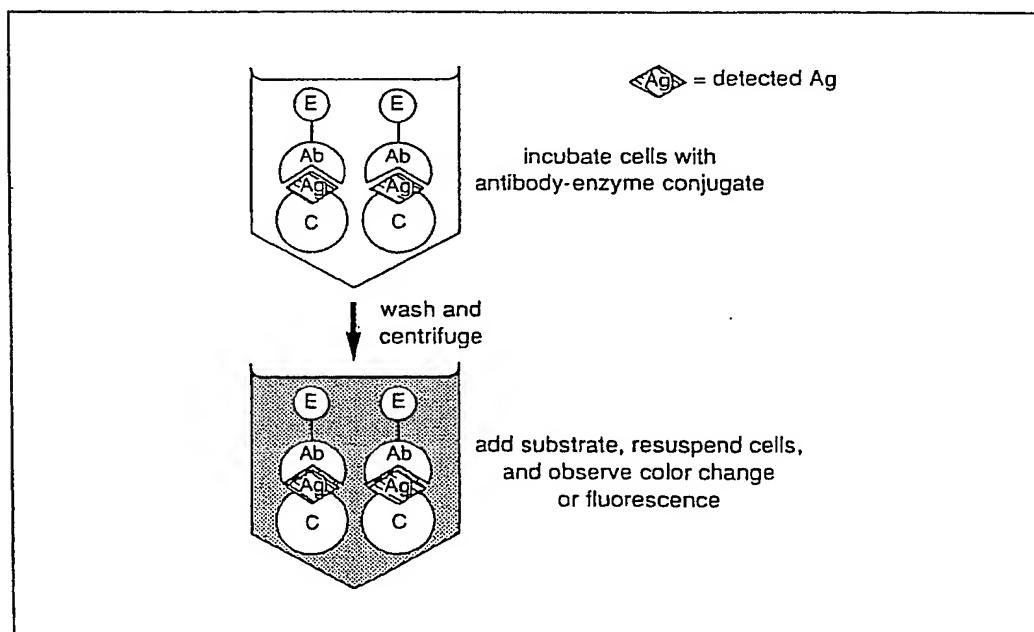 Ag = detected Ag
E E
Ab Ab
Ag Ag
C C
incubate cells with
antibody-enzyme conjugate
wash and
centrifuge
E E
Ab Ab
Ag Ag
C C
add substrate, resuspend cells,
and observe color change
or fluorescence